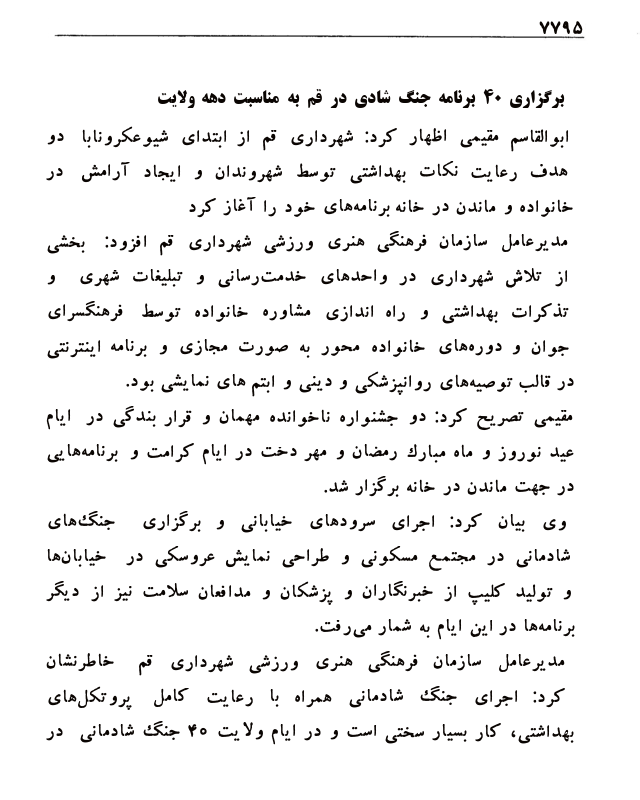 ۷۷۹۵
برگزاری ۴۰ برنامه جنگ شادی در قم به مناسبت دهه ولایت
ابوالقاسم مقیمی اظهار کرد: شهرداری قم از ابتدای شیوعکرونابا دو
هدف رعایت نکات بهداشتی توسط شهروندان و ایجاد آرامش در
خانواده و ماندن در خانه برنامه‌های خود را آغاز کرد
مدیرعامل سازمان فرهنگی هنری ورزشی شهرداری قم افزود: بخشی
از تلاش شهرداری در واحدهای خدمت‌رسانی و تبلیغات شهری و
تذکرات بهداشتی و راه اندازی مشاوره خانواده توسط فرهنگسرای
جوان و دوره‌های خانواده محور به صورت مجازی و برنامه اینترنتی
در قالب توصیه‌های روانپزشکی و دینی و ابتم های نمایشی بود.
مقیمی تصریح کرد: دو جشنواره ناخوانده مهمان و قرار بندگی در ایام
عید نوروز و ماه مبارك رمضان و مهر دخت در ایام کرامت و برنامه‌هایی
در جهت ماندن در خانه برگزار شد.
وی بیان کرد: اجرای سرودهای خیابانی و برگزاری جنگ‌های
شادمانی در مجتمع مسکونی و طراحی نمایش عروسکی در خیابان‌ها
و تولید کلیپ از خبرنگاران و پزشکان و مدافعان سلامت نیز از دیگر
برنامه‌ها در این ایام به شمار می‌رفت.
مدیرعامل سازمان فرهنگی هنری ورزشی شهرداری قم خاطرنشان
کرد: اجرای جنگ شادمانی همراه با رعایت کامل پروتکل‌های
بهداشتی، کار بسیار سختی است و در ایام ولایت ۴۰ جنگ شادمانی در